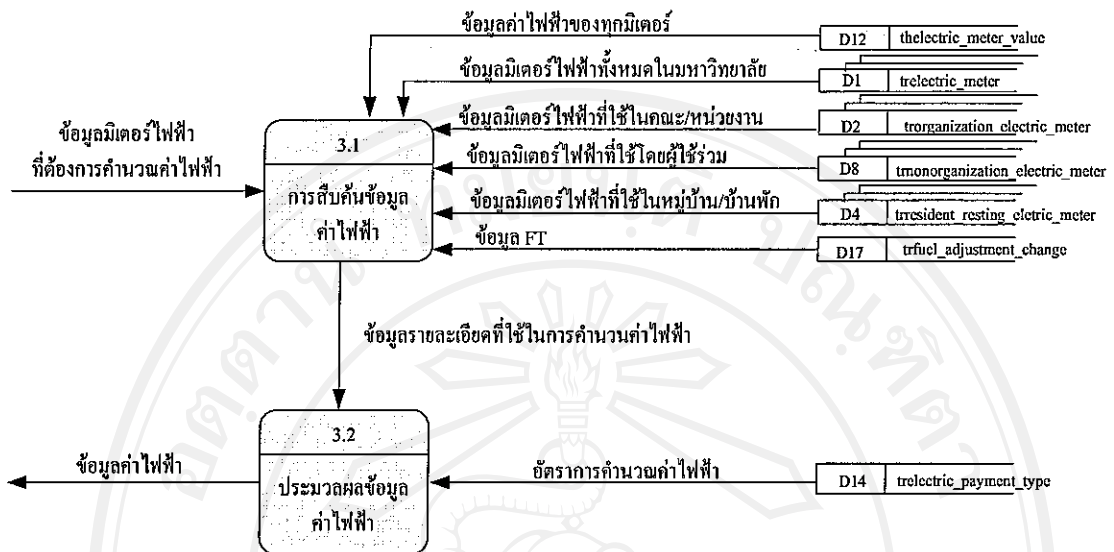 ข้อมูลค่าไฟฟ้าของทุกมิเตอร์
D12 thelectric_meter_value
ข้อมูลมิเตอร์ไฟฟ้าทั้งหมดในมหาวิทยาลัย
D1 trelectric_meter
ข้อมูลมิเตอร์ไฟฟ้า
ที่ต้องการคำนวณค่าไฟฟ้า
3.1
การสืบค้นข้อมูล
ค่าไฟฟ้า
ข้อมูลมิเตอร์ไฟฟ้าที่ใช้ในคณะ/หน่วยงาน
D2 trorganization_electric_meter
ข้อมูลมิเตอร์ไฟฟ้าที่ใช้โดยผู้ใช้ร่วม
D8 trnonorganization_electric_meter
ข้อมูลมิเตอร์ไฟฟ้าที่ใช้ในหมู่บ้าน/บ้านพัก
D4 trresident_resting_eletric_meter
ข้อมูล FT
D17 trfuel_adjustment_change
ข้อมูลรายละเอียดที่ใช้ในการคำนวนค่าไฟฟ้า
3.2
ประมวลผลข้อมูล
ค่าไฟฟ้า
ข้อมูลค่าไฟฟ้า
อัตราการคำนวณค่าไฟฟ้า
D14 trelectric_payment_type